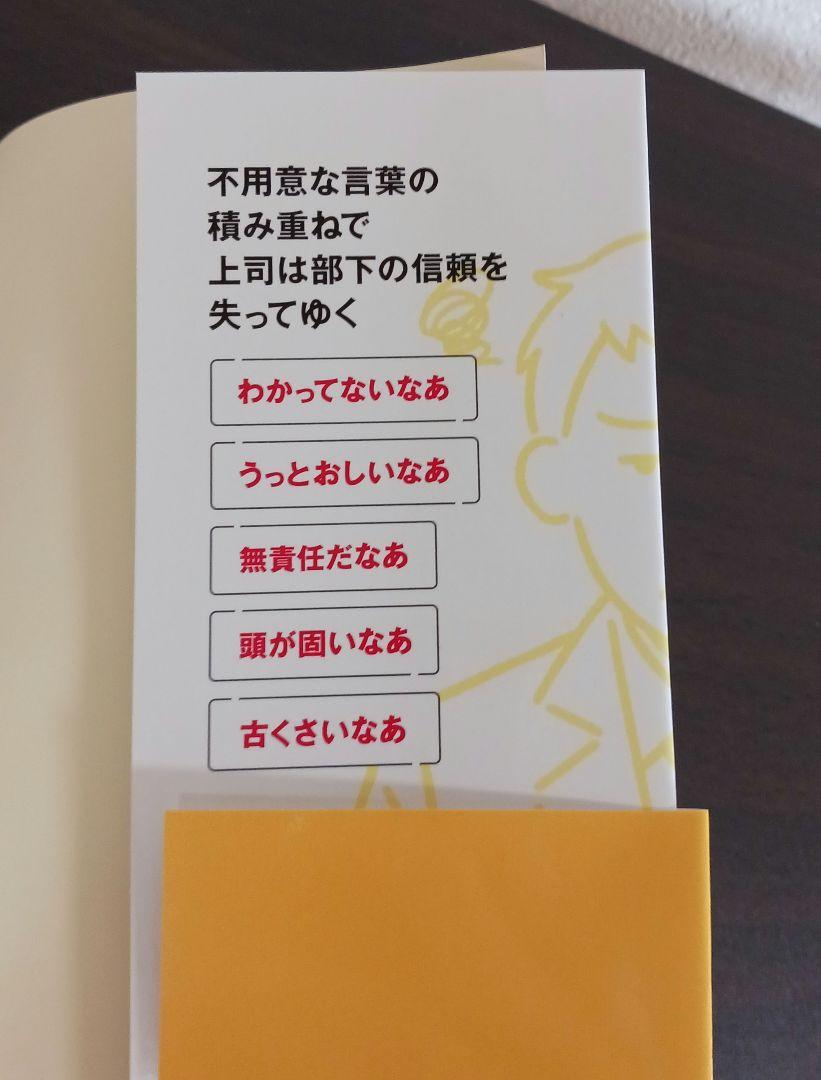 不用意な言葉の
積み重ねで
上司は部下の信頼を
失ってゆく
わかってないなあ
うっとおしいなあ
無責任だなあ
頭が固いなあ
古くさいなあ